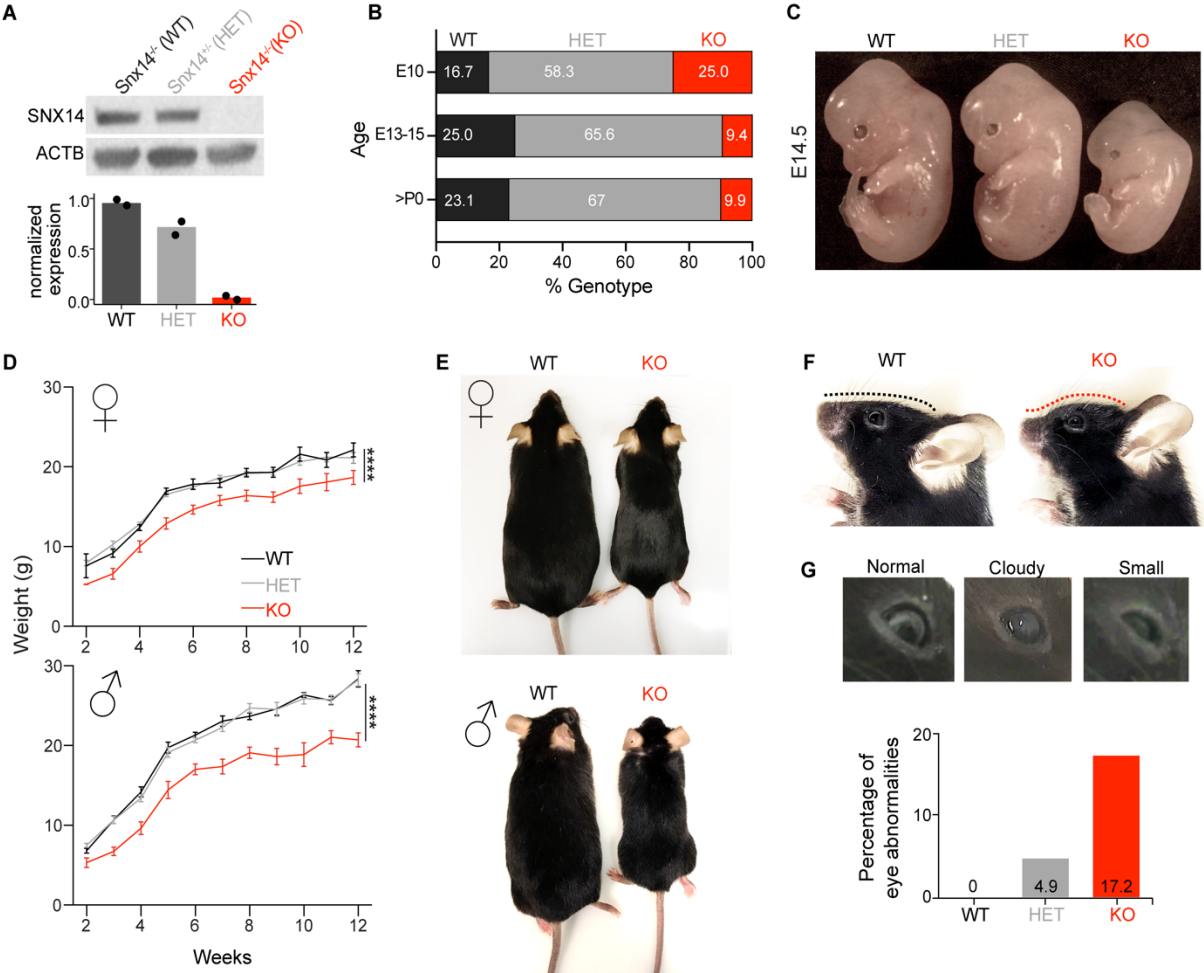 A
Snx14-/- (WT)
Snx14+/- (HET)
Snx14-/-(KO)
SNX14
ACTB
normalized
expression
1.0
0.5
0.0
WT
HET
KO
B
WT
HET
KO
Age
E10
16.7
58.3
25.0
E13-15
25.0
65.6
9.4
>P0
23.1
67
9.9
0
20
40
60
80
100
% Genotype
C
WT
HET
KO
E14.5
D
Weight (g)
30
20
10
0
****
WT
HET
KO
2
4
6
8
10
12
30
20
10
0
****
2
4
6
8
10
12
Weeks
E
WT
KO
WT
KO
F
WT
KO
G
Normal
Cloudy
Small
Percentage of
eye abnormalities
20
10
0
0
4.9
17.2
WT
HET
KO